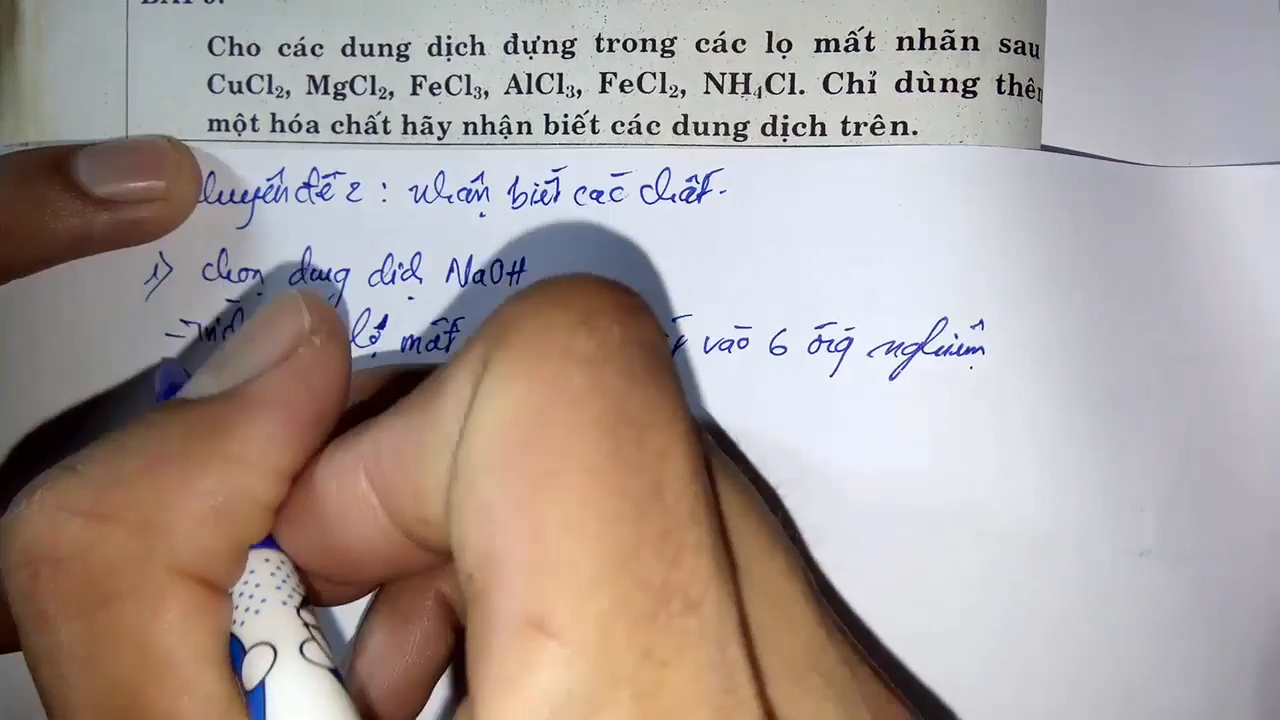 Cho các dung dịch đựng trong các lọ mất nhãn sau
CuCl₂, MgCl₂, FeCl₃, AlCl₃, FeCl₂, NH₄Cl. Chỉ dùng thêm
một hóa chất hãy nhận biết các dung dịch trên.
chuyên đề 2 : nhận biết các chất.
1) chọn dung dịch NaOH
lọ mất vào 6 ống nghiệm